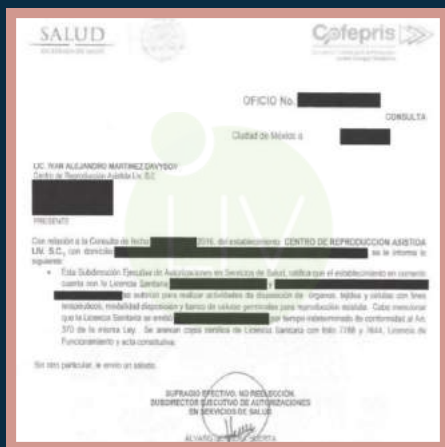 SALUD
SECRETARÍA DE SALUD
Cofepris
OFICIO No.
CONSULTA
Ciudad de México a
LIC. IVAN ALEJANDRO MARTINEZ DAVYDOV
Centro de Reproducción Asistida Liv, S.C.
PRESENTE
LIV
Con relación a la Consulta de fecha 2016, del establecimiento CENTRO DE REPRODUCCIÓN ASISTIDA
LIV, S.C., con domicilio se le informa lo
siguiente:
• Esta Subdirección Ejecutiva de Autorizaciones en Servicios de Salud, ratifica que el establecimiento en comento
cuenta con la Licencia Sanitaria y
se autorizan para realizar actividades de disposición de órganos, tejidos y células con fines
terapéuticos, modalidad disposición y banco de células germinales para reproducción asistida. Cabe mencionar
que la Licencia Sanitaria se emitió por tiempo indeterminado de conformidad al Art.
370 de la misma Ley. Se anexan copia certifica de Licencia Sanitaria con folio 7288 y 7644, Licencia de
Funcionamiento y acta constitutiva.
Sin otro particular, le envío un saludo.
SUFRAGIO EFECTIVO. NO REELECCIÓN.
SUBDIRECTOR EJECUTIVO DE AUTORIZACIONES
EN SERVICIOS DE SALUD